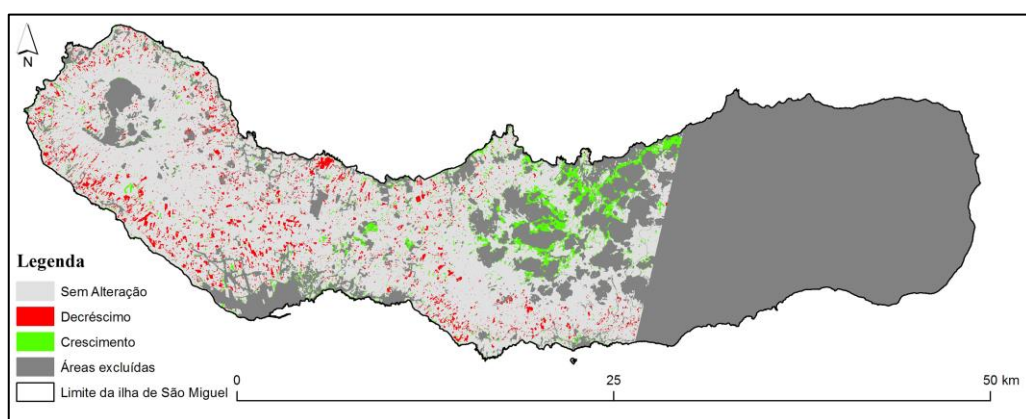 N
Legenda
Sem Alteração
Decréscimo
Crescimento
Áreas excluídas
Limite da ilha de São Miguel
0 25 50 km